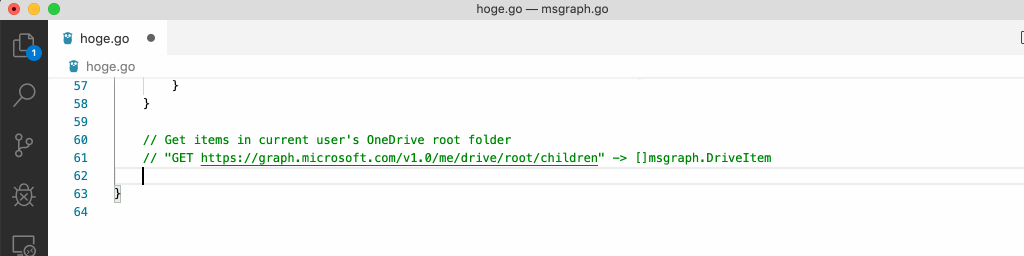 hoge.go — msgraph.go
hoge.go
1
hoge.go
57 }
58 }
59
60 // Get items in current user's OneDrive root folder
61 // "GET https://graph.microsoft.com/v1.0/me/drive/root/children" -> []msgraph.DriveItem
62
63 }
64